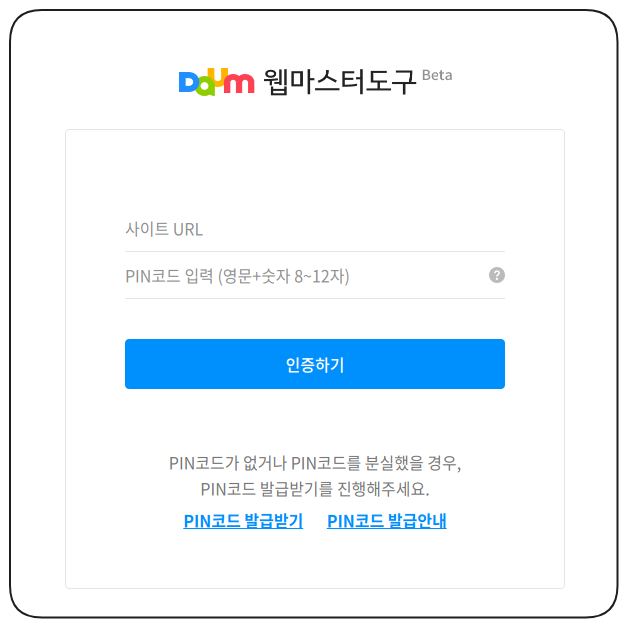 Daum 웹마스터도구 Beta
사이트 URL
PIN코드 입력 (영문+숫자 8~12자)
?
인증하기
PIN코드가 없거나 PIN코드를 분실했을 경우,
PIN코드 발급받기를 진행해주세요.
PIN코드 발급받기 PIN코드 발급안내